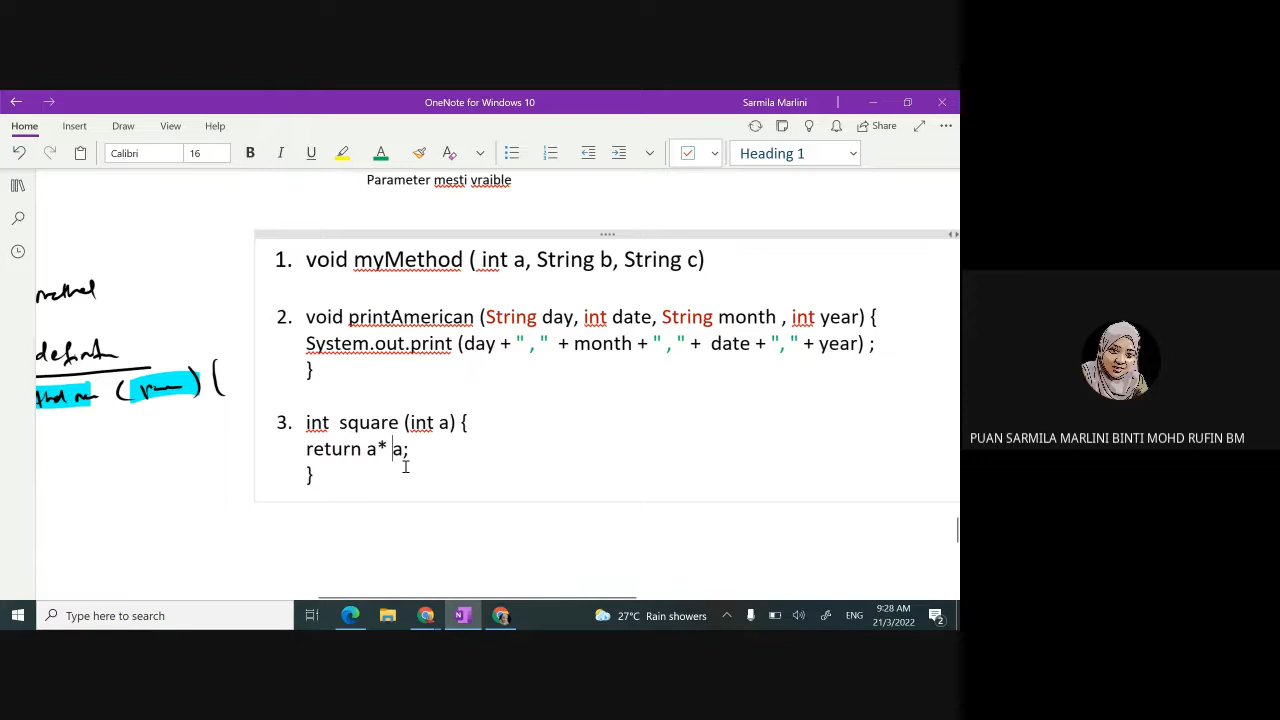 OneNote for Windows 10
Sarmila Marlini
Home Insert Draw View Help
Share
Calibri 16 B I U A Heading 1
Parameter mesti vraible
1. void myMethod ( int a, String b, String c)
2. void printAmerican (String day, int date, String month , int year) {
System.out.print (day + " , " + month + " , " + date + ", " + year) ;
}
3. int square (int a) {
return a* a;
}
PUAN SARMILA MARLINI BINTI MOHD RUFIN BM
Type here to search
27°C Rain showers
ENG
9:28 AM
21/3/2022
2